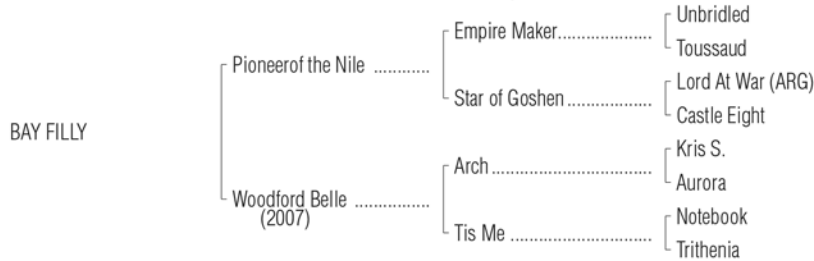 Unbridled
Empire Maker.....................
Toussaud
Pioneerof the Nile ............
Lord At War (ARG)
Star of Goshen...................
Castle Eight
BAY FILLY
Kris S.
Arch....................................
Aurora
Woodford Belle ................
(2007)
Notebook
Tis Me ................................
Trithenia